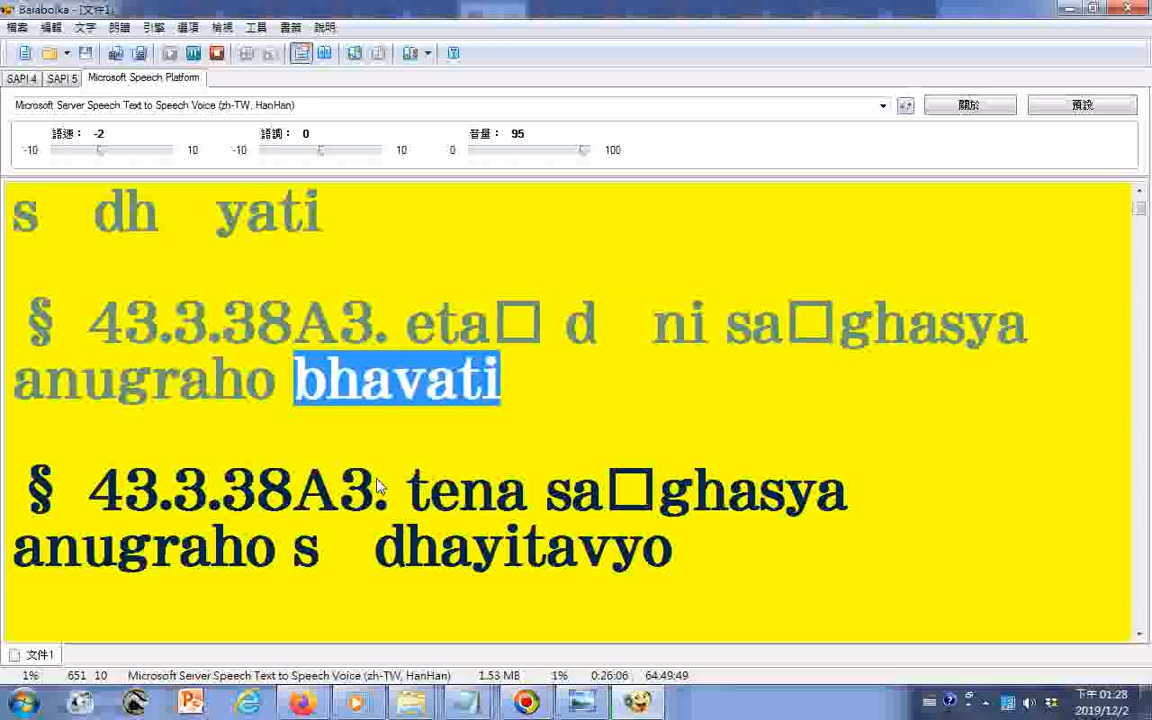 Balabolka - [文件1]
檔案 編輯 文字 朗讀 引擎 選項 檢視 工具 書籤 說明
SAPI 4 SAPI 5 Microsoft Speech Platform
Microsoft Server Speech Text to Speech Voice (zh-TW, HanHan) 關於 預設
語速: -2 語調: 0 音量: 95
-10 10 -10 10 0 100
s dh yati
§ 43.3.38A3. eta□ d ni sa□ghasya
anugraho bhavati
§ 43.3.38A3. tena sa□ghasya
anugraho s dhayitavyo
文件1
1% 651 10 Microsoft Server Speech Text to Speech Voice (zh-TW, HanHan) 1.53 MB 1% 0:26:06 64:49:49
下午 01:28
2019/12/2